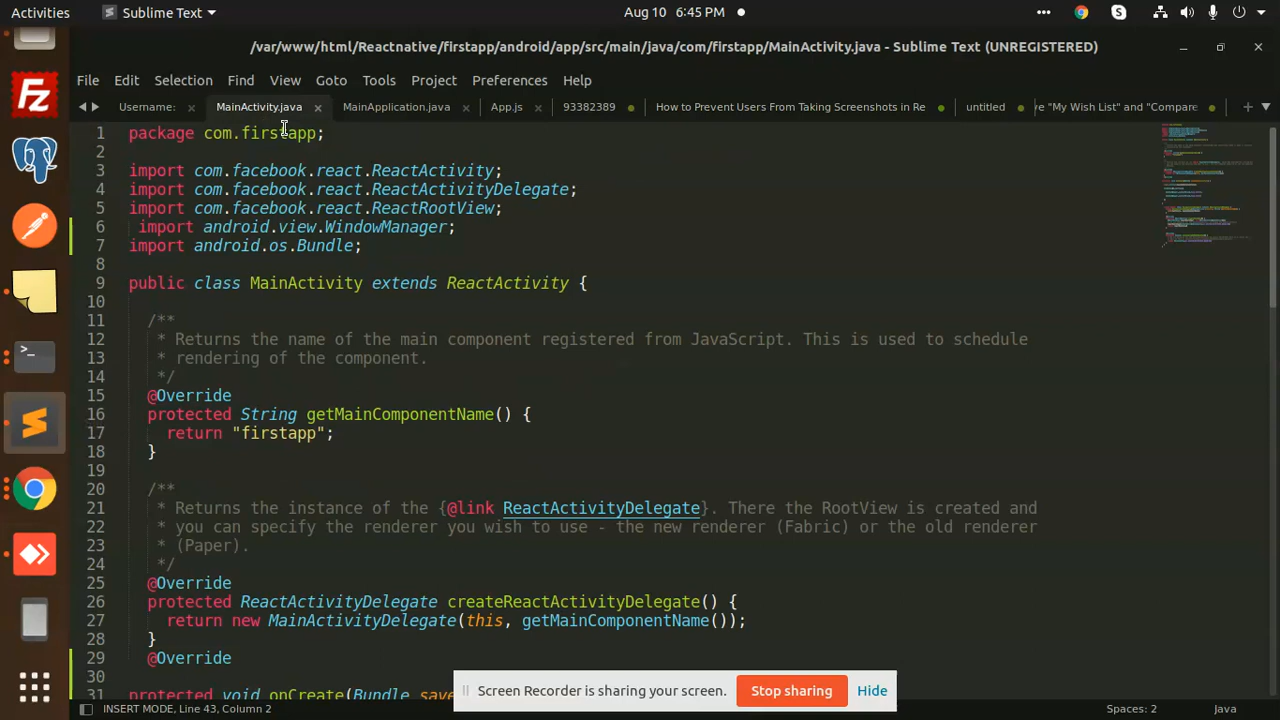 Activities
Sublime Text
Aug 10 6:45 PM
/var/www/html/Reactnative/firstapp/android/app/src/main/java/com/firstapp/MainActivity.java - Sublime Text (UNREGISTERED)
File Edit Selection Find View Goto Tools Project Preferences Help
Username: MainActivity.java MainApplication.java App.js 93382389 How to Prevent Users From Taking Screenshots in Re untitled ve "My Wish List" and "Compare
1 package com.firstapp;
2
3 import com.facebook.react.ReactActivity;
4 import com.facebook.react.ReactActivityDelegate;
5 import com.facebook.react.ReactRootView;
6 import android.view.WindowManager;
7 import android.os.Bundle;
8
9 public class MainActivity extends ReactActivity {
10
11 /**
12 * Returns the name of the main component registered from JavaScript. This is used to schedule
13 * rendering of the component.
14 */
15 @Override
16 protected String getMainComponentName() {
17 return "firstapp";
18 }
19
20 /**
21 * Returns the instance of the {@link ReactActivityDelegate}. There the RootView is created and
22 * you can specify the renderer you wish to use - the new renderer (Fabric) or the old renderer
23 * (Paper).
24 */
25 @Override
26 protected ReactActivityDelegate createReactActivityDelegate() {
27 return new MainActivityDelegate(this, getMainComponentName());
28 }
29 @Override
30
31 protected void onCreate(Bundle save
Screen Recorder is sharing your screen. Stop sharing Hide
INSERT MODE, Line 43, Column 2
Spaces: 2
Java